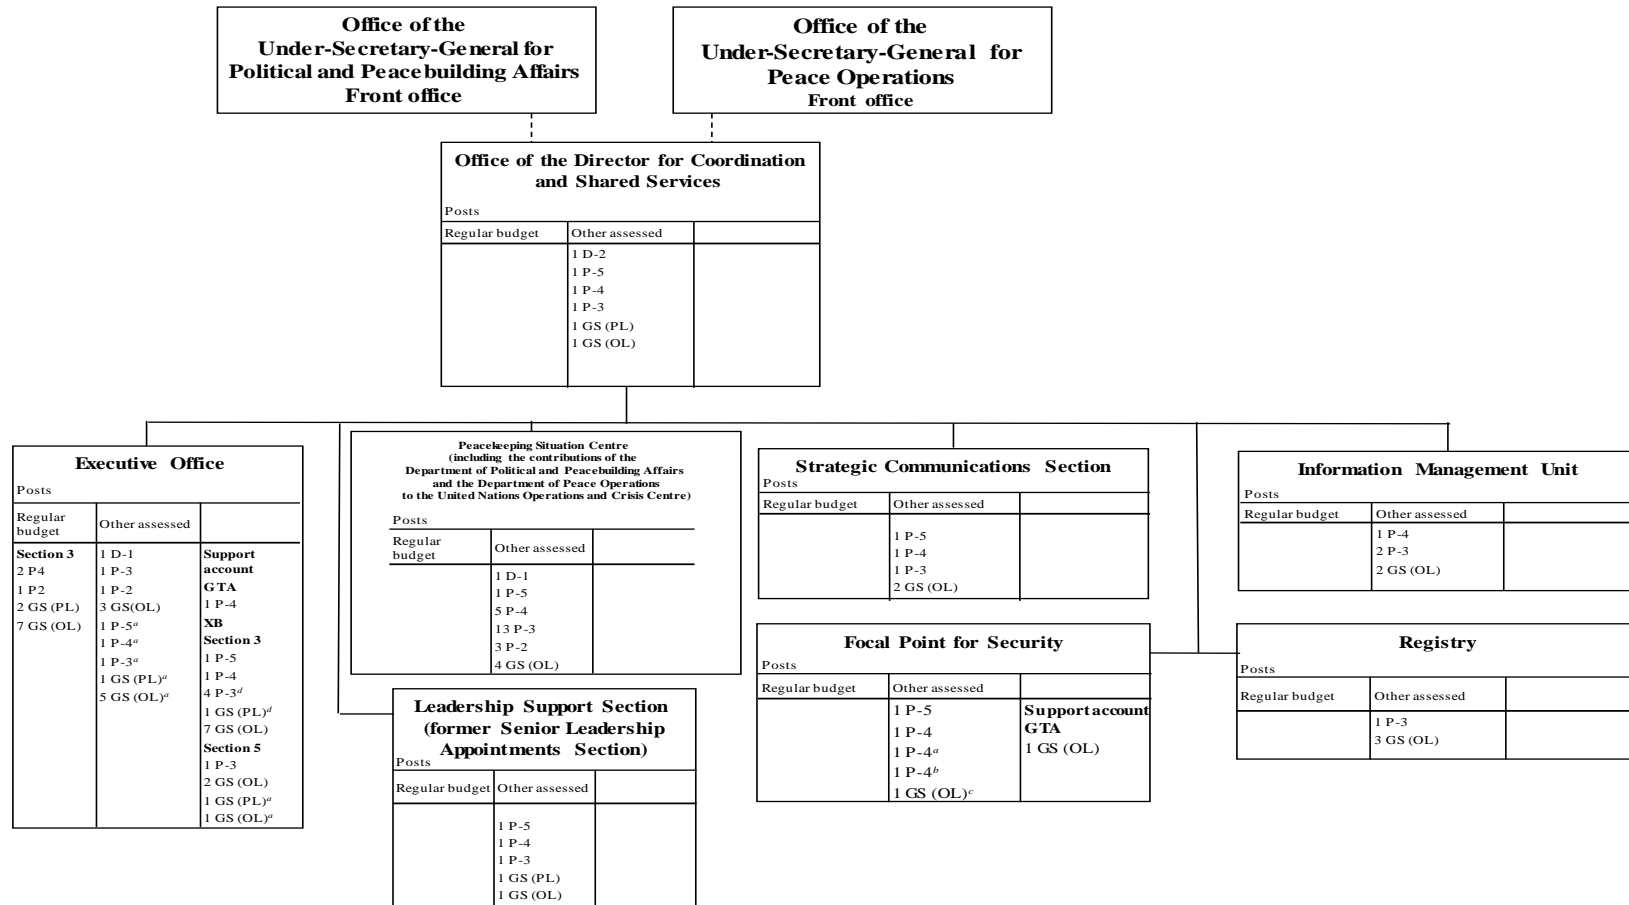 Office of the
Under-Secretary-General for
Political and Peacebuilding Affairs
Front office
Office of the
Under-Secretary-General for
Peace Operations
Front office
Office of the Director for Coordination
and Shared Services
Posts
Regular budget Other assessed
1 D-2
1 P-5
1 P-4
1 P-3
1 GS (PL)
1 GS (OL)
Executive Office
Posts
Regular
budget
Other assessed
Section 3
2 P4
1 P2
2 GS (PL)
7 GS (OL)
1 D-1
1 P-3
1 P-2
3 GS(OL)
1 P-5ᵃ
1 P-4ᵃ
1 P-3ᵃ
1 GS (PL)ᵃ
5 GS (OL)ᵃ
Support
account
GTA
1 P-4
XB
Section 3
1 P-5
1 P-4
4 P-3ᵈ
1 GS (PL)ᵈ
7 GS (OL)
Section 5
1 P-3
2 GS (OL)
1 GS (PL)ᵃ
1 GS (OL)ᵃ
Peacekeeping Situation Centre
(including the contributions of the
Department of Political and Peacebuilding Affairs
and the Department of Peace Operations
to the United Nations Operations and Crisis Centre)
Posts
Regular
budget
Other assessed
1 D-1
1 P-5
5 P-4
13 P-3
3 P-2
4 GS (OL)
Leadership Support Section
(former Senior Leadership
Appointments Section)
Posts
Regular budget Other assessed
1 P-5
1 P-4
1 P-3
1 GS (PL)
1 GS (OL)
Strategic Communications Section
Posts
Regular budget Other assessed
1 P-5
1 P-4
1 P-3
2 GS (OL)
Focal Point for Security
Posts
Regular budget Other assessed
1 P-5
1 P-4
1 P-4ᵃ
1 P-4ᵇ
1 GS (OL)ᶜ
Support account
GTA
1 GS (OL)
Information Management Unit
Posts
Regular budget Other assessed
1 P-4
2 P-3
2 GS (OL)
Registry
Posts
Regular budget Other assessed
1 P-3
3 GS (OL)